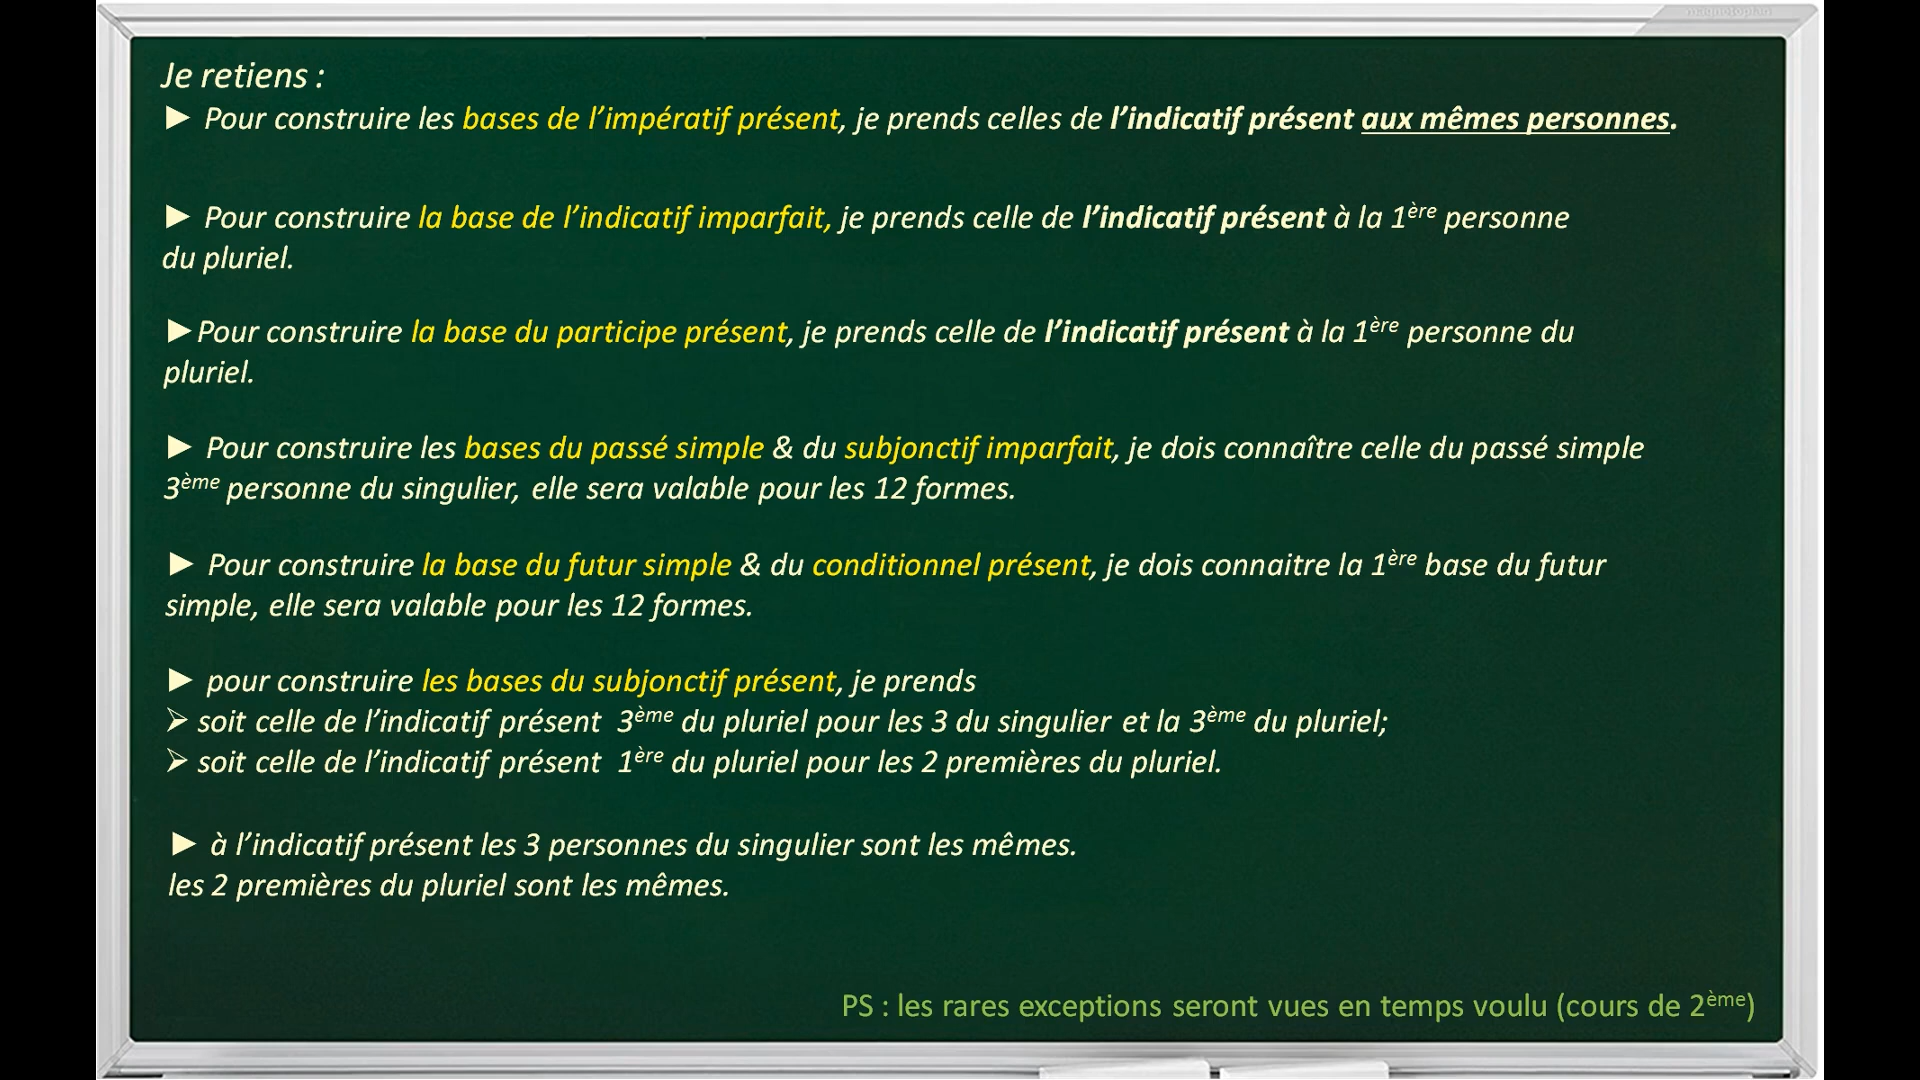 Je retiens :
► Pour construire les bases de l’impératif présent, je prends celles de l’indicatif présent aux mêmes personnes.
► Pour construire la base de l’indicatif imparfait, je prends celle de l’indicatif présent à la 1ère personne
du pluriel.
►Pour construire la base du participe présent, je prends celle de l’indicatif présent à la 1ère personne du
pluriel.
► Pour construire les bases du passé simple & du subjonctif imparfait, je dois connaître celle du passé simple
3ème personne du singulier, elle sera valable pour les 12 formes.
► Pour construire la base du futur simple & du conditionnel présent, je dois connaitre la 1ère base du futur
simple, elle sera valable pour les 12 formes.
► pour construire les bases du subjonctif présent, je prends
➢ soit celle de l’indicatif présent 3ème du pluriel pour les 3 du singulier et la 3ème du pluriel;
➢ soit celle de l’indicatif présent 1ère du pluriel pour les 2 premières du pluriel.
► à l’indicatif présent les 3 personnes du singulier sont les mêmes.
les 2 premières du pluriel sont les mêmes.
PS : les rares exceptions seront vues en temps voulu (cours de 2ème)